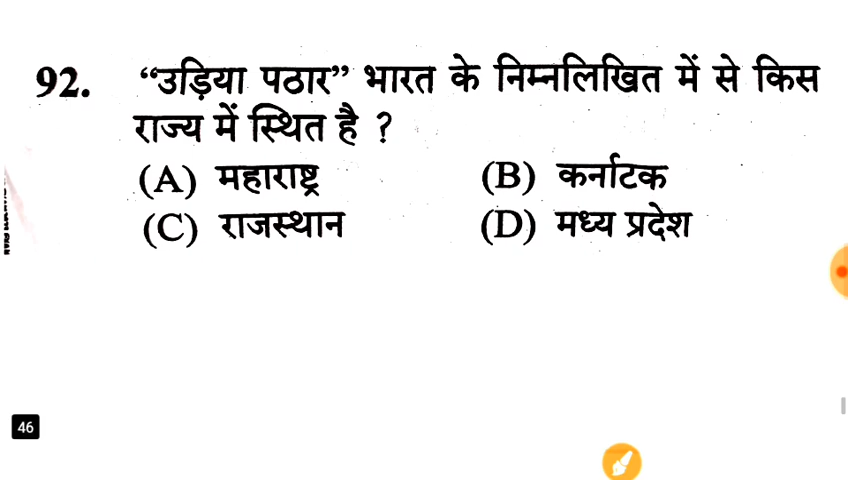 92. “उड़िया पठार” भारत के निम्नलिखित में से किस
राज्य में स्थित है ?
(A) महाराष्ट्र (B) कर्नाटक
(C) राजस्थान (D) मध्य प्रदेश
46